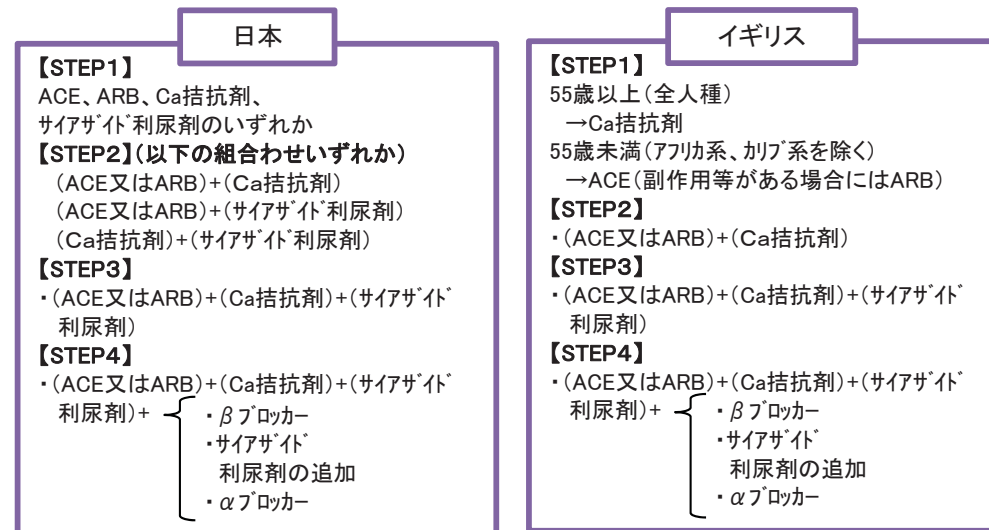 日本
【STEP1】
ACE、ARB、Ca拮抗剤、
ｻｲｱｻﾞｲﾄﾞ利尿剤のいずれか
【STEP2】(以下の組合わせいずれか)
(ACE又はARB)+(Ca拮抗剤)
(ACE又はARB)+(ｻｲｱｻﾞｲﾄﾞ利尿剤)
(Ca拮抗剤)+(ｻｲｱｻﾞｲﾄﾞ利尿剤)
【STEP3】
・(ACE又はARB)+(Ca拮抗剤)+(ｻｲｱｻﾞｲﾄﾞ
利尿剤)
【STEP4】
・(ACE又はARB)+(Ca拮抗剤)+(ｻｲｱｻﾞｲﾄﾞ
利尿剤)+
・βﾌﾞﾛｯｶｰ
・ｻｲｱｻﾞｲﾄﾞ
利尿剤の追加
・αﾌﾞﾛｯｶｰ
イギリス
【STEP1】
55歳以上(全人種)
→Ca拮抗剤
55歳未満(ｱﾌﾘｶ系、ｶﾘﾌﾞ系を除く)
→ACE(副作用等がある場合にはARB)
【STEP2】
・(ACE又はARB)+(Ca拮抗剤)
【STEP3】
・(ACE又はARB)+(Ca拮抗剤)+(ｻｲｱｻﾞｲﾄﾞ
利尿剤)
【STEP4】
・(ACE又はARB)+(Ca拮抗剤)+(ｻｲｱｻﾞｲﾄﾞ
利尿剤)+
・βﾌﾞﾛｯｶｰ
・ｻｲｱｻﾞｲﾄﾞ
利尿剤の追加
・αﾌﾞﾛｯｶｰ